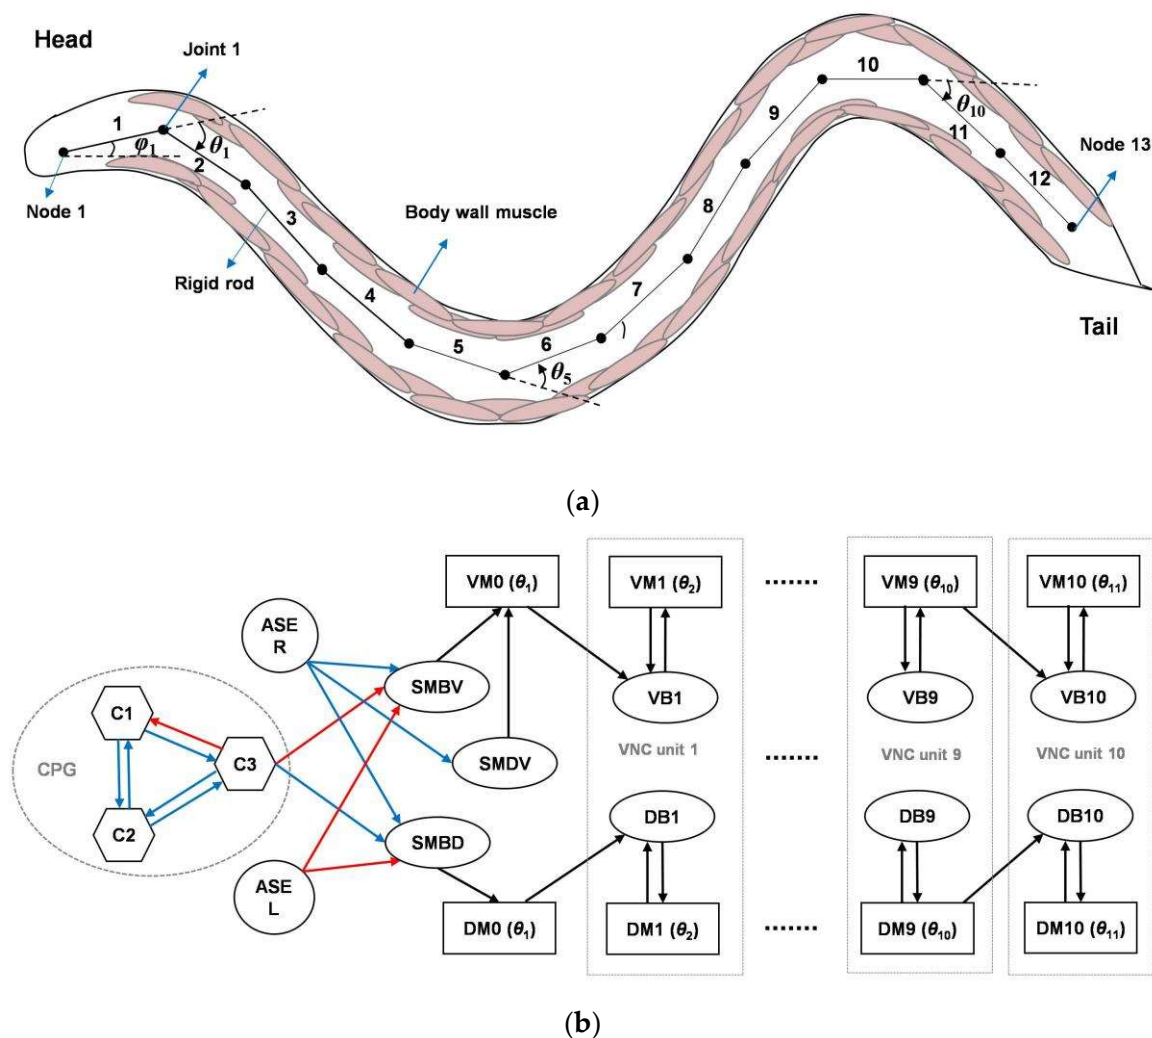 Head
Joint 1
1
φ1
θ1
2
Node 1
3
Rigid rod
Body wall muscle
4
5
6
θ5
7
8
9
10
θ10
11
12
Node 13
Tail
(a)
VM0 (θ1)
VM1 (θ2)
.......
VM9 (θ10)
VM10 (θ11)
ASE
R
SMBV
VB1
VB9
VB10
C1
C3
CPG
C2
SMDV
VNC unit 1
.......
VNC unit 9
VNC unit 10
SMBD
DB1
DB9
DB10
ASE
L
DM0 (θ1)
DM1 (θ2)
.......
DM9 (θ10)
DM10 (θ11)
(b)